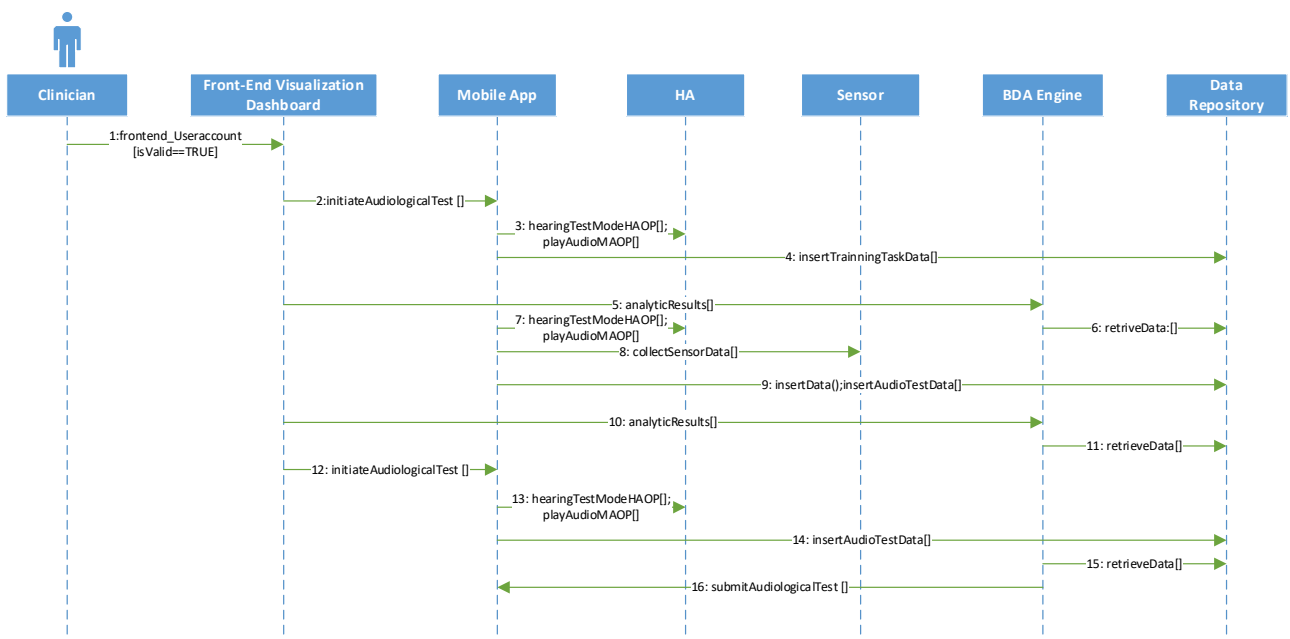 Clinician
Front-End Visualization
Dashboard
Mobile App
HA
Sensor
BDA Engine
Data
Repository
1:frontend_Useraccount
[isValid==TRUE]
2:initiateAudiologicalTest []
3: hearingTestModeHAOP[];
playAudioMAOP[]
4: insertTrainningTaskData[]
5: analyticResults[]
7: hearingTestModeHAOP[];
playAudioMAOP[]
6: retriveData:[]
8: collectSensorData[]
9: insertData();insertAudioTestData[]
10: analyticResults[]
11: retrieveData[]
12: initiateAudiologicalTest []
13: hearingTestModeHAOP[];
playAudioMAOP[]
14: insertAudioTestData[]
15: retrieveData[]
16: submitAudiologicalTest []